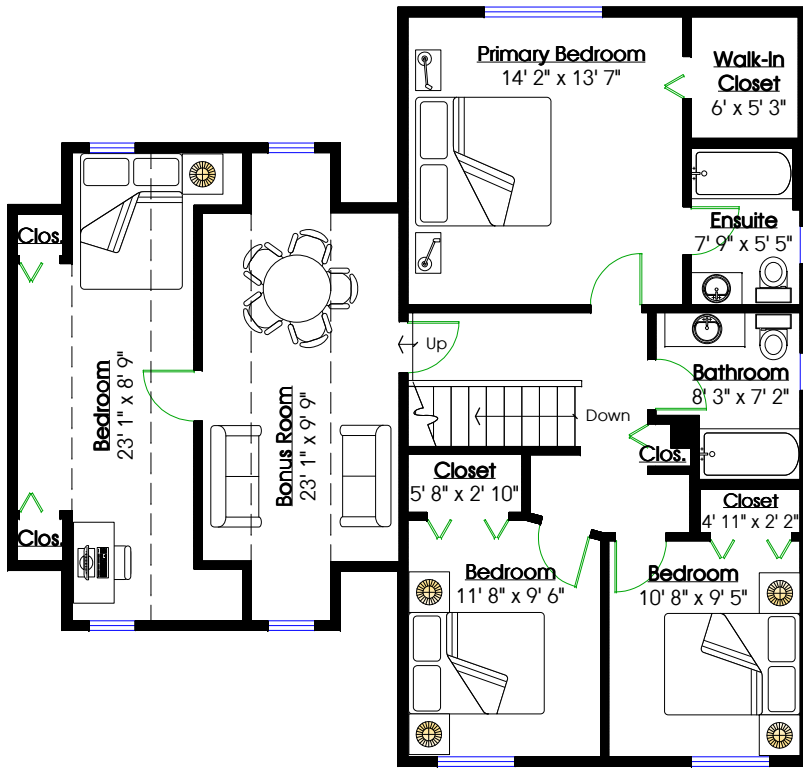 Primary Bedroom
14' 2" x 13' 7"
Walk-In
Closet
6' x 5' 3"
Clos.
Ensuite
7' 9" x 5' 5"
Up
Bedroom
23' 1" x 8' 9"
Bonus Room
23' 1" x 9' 9"
Bathroom
8' 3" x 7' 2"
Down
Clos.
Closet
5' 8" x 2' 10"
Closet
4' 11" x 2' 2"
Clos.
Bedroom
11' 8" x 9' 6"
Bedroom
10' 8" x 9' 5"